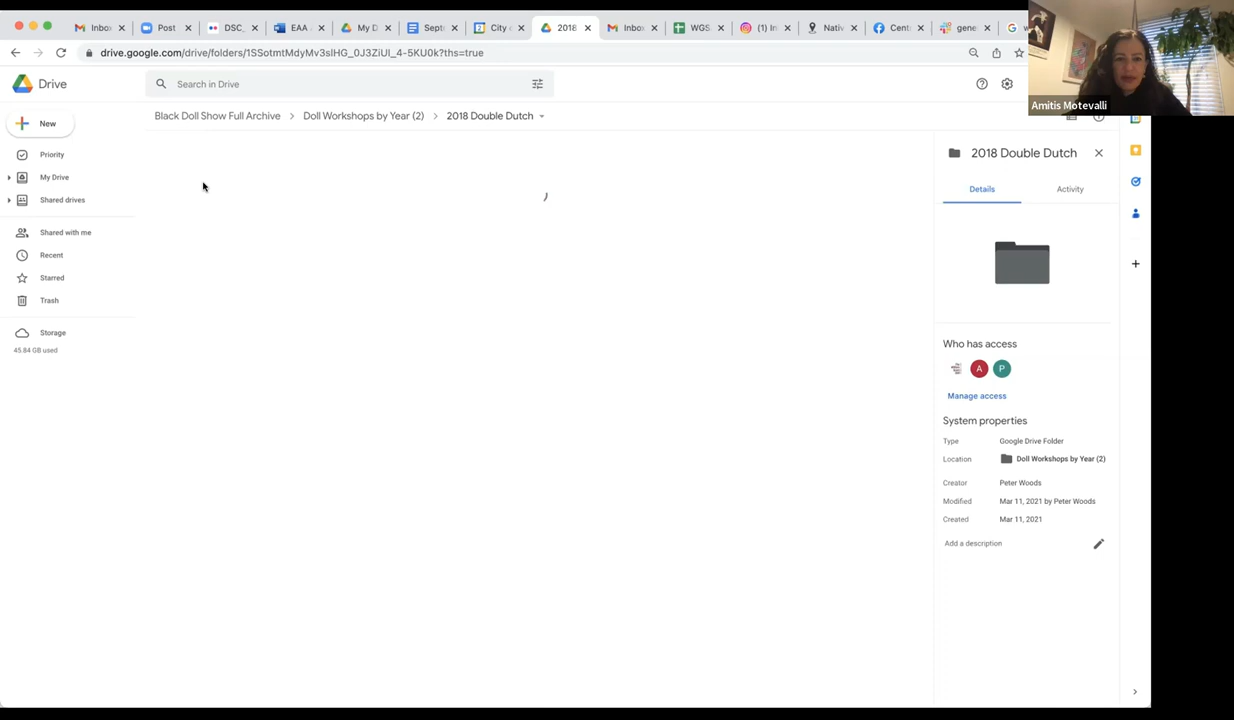 Inbo
Post
DSC_
EAA
My D
Sept
City
2018
Inbo
WGS
(1) In
Nativ
Cent
gene
drive.google.com/drive/folders/1SSotmtMdyMv3slHG_0J3ZiUl_4-5KU0k?ths=true
Amitis Motevalli
Drive
Search in Drive
New
Black Doll Show Full Archive
Doll Workshops by Year (2)
2018 Double Dutch
Priority
My Drive
Shared drives
Shared with me
Recent
Starred
Trash
Storage
45.84 GB used
2018 Double Dutch
Details
Activity
Who has access
A
P
Manage access
System properties
Type
Google Drive Folder
Location
Doll Workshops by Year (2)
Creator
Peter Woods
Modified
Mar 11, 2021 by Peter Woods
Created
Mar 11, 2021
Add a description